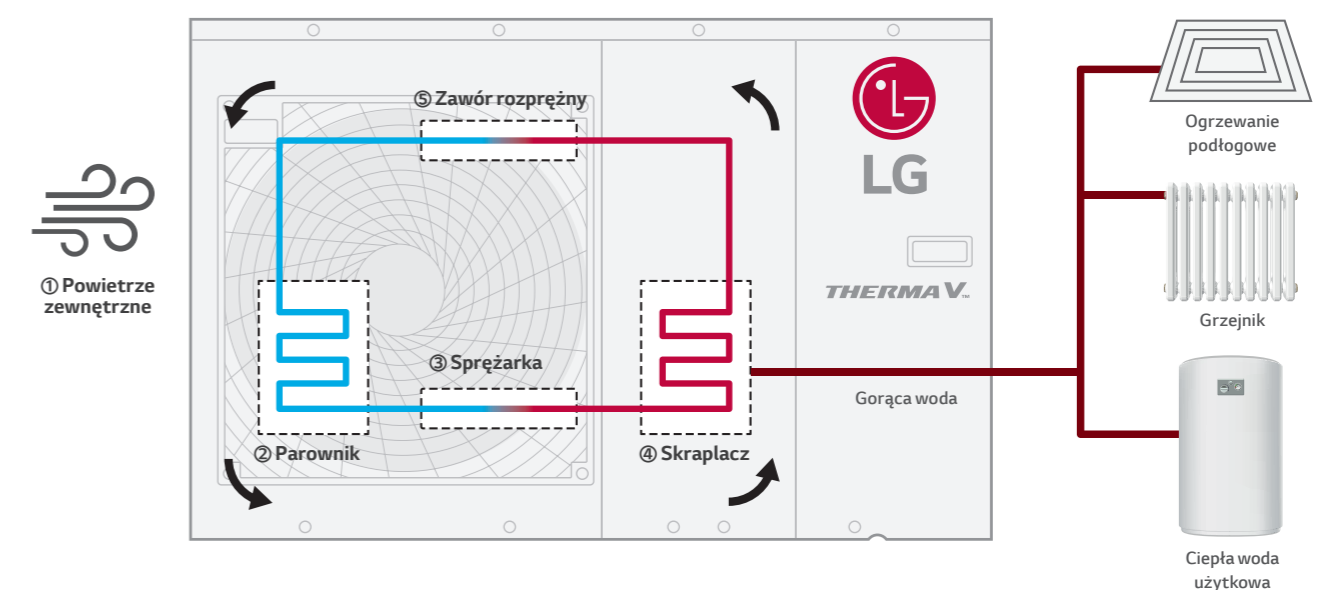 ① Powietrze
zewnętrzne
⑤ Zawór rozprężny
③ Sprężarka
② Parownik
④ Skraplacz
LG
THERMA V™
Gorąca woda
Ogrzewanie
podłogowe
Grzejnik
Ciepła woda
użytkowa